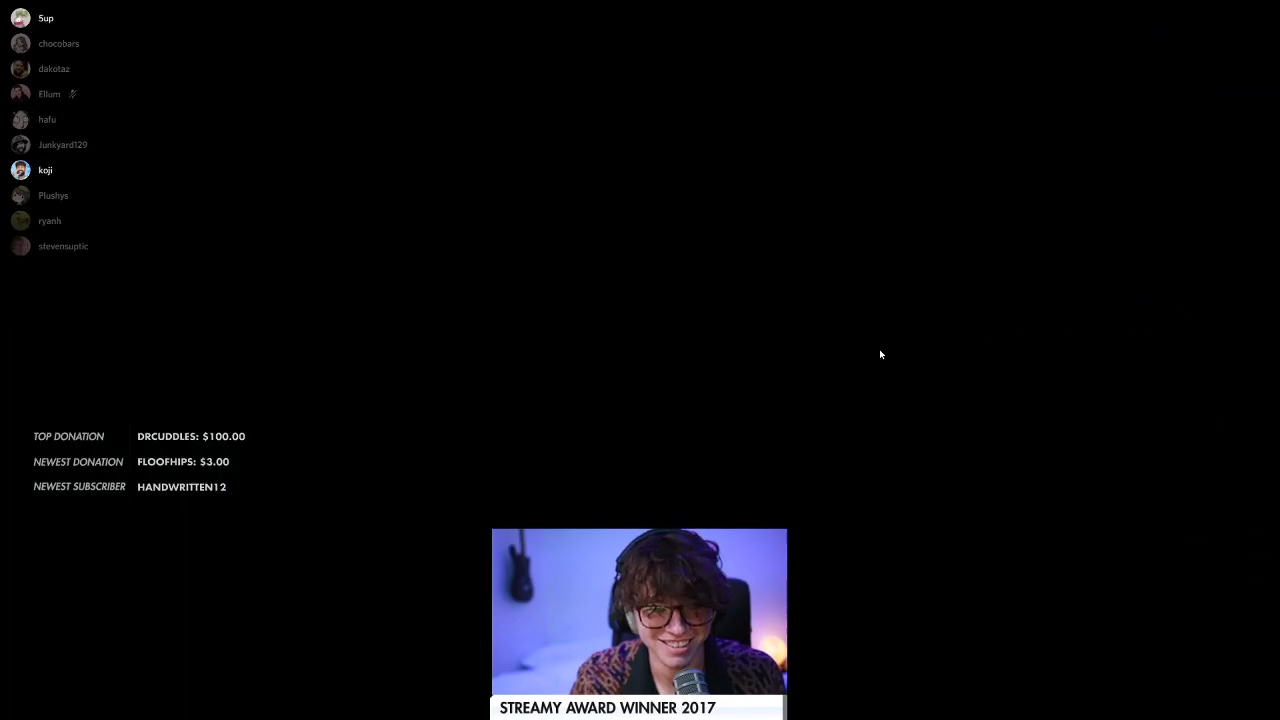 5up
chocobars
dakotaz
Ellum
hafu
Junkyard129
koji
Plushys
ryanh
stevensuptic
TOP DONATION DRCUDDLES: $100.00
NEWEST DONATION FLOOFHIPS: $3.00
NEWEST SUBSCRIBER HANDWRITTEN12
STREAMY AWARD WINNER 2017